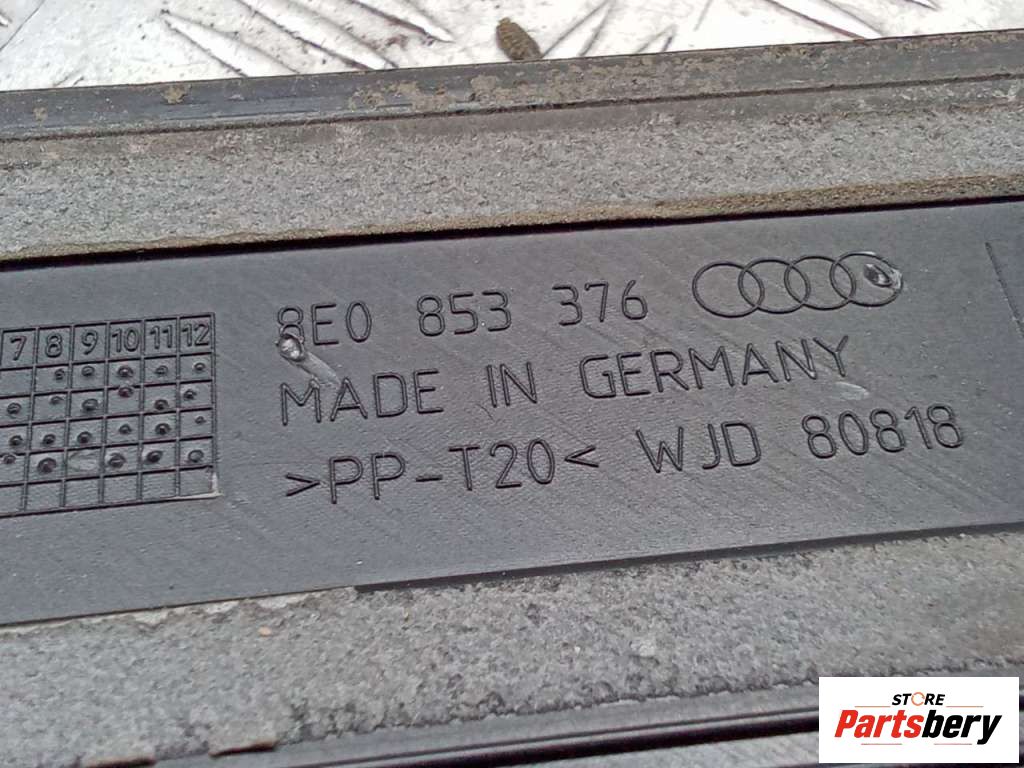 7 8 9 10 11 12
8E0 853 376
MADE IN GERMANY
>PP-T20< WJD 80818
STORE
Partsbery